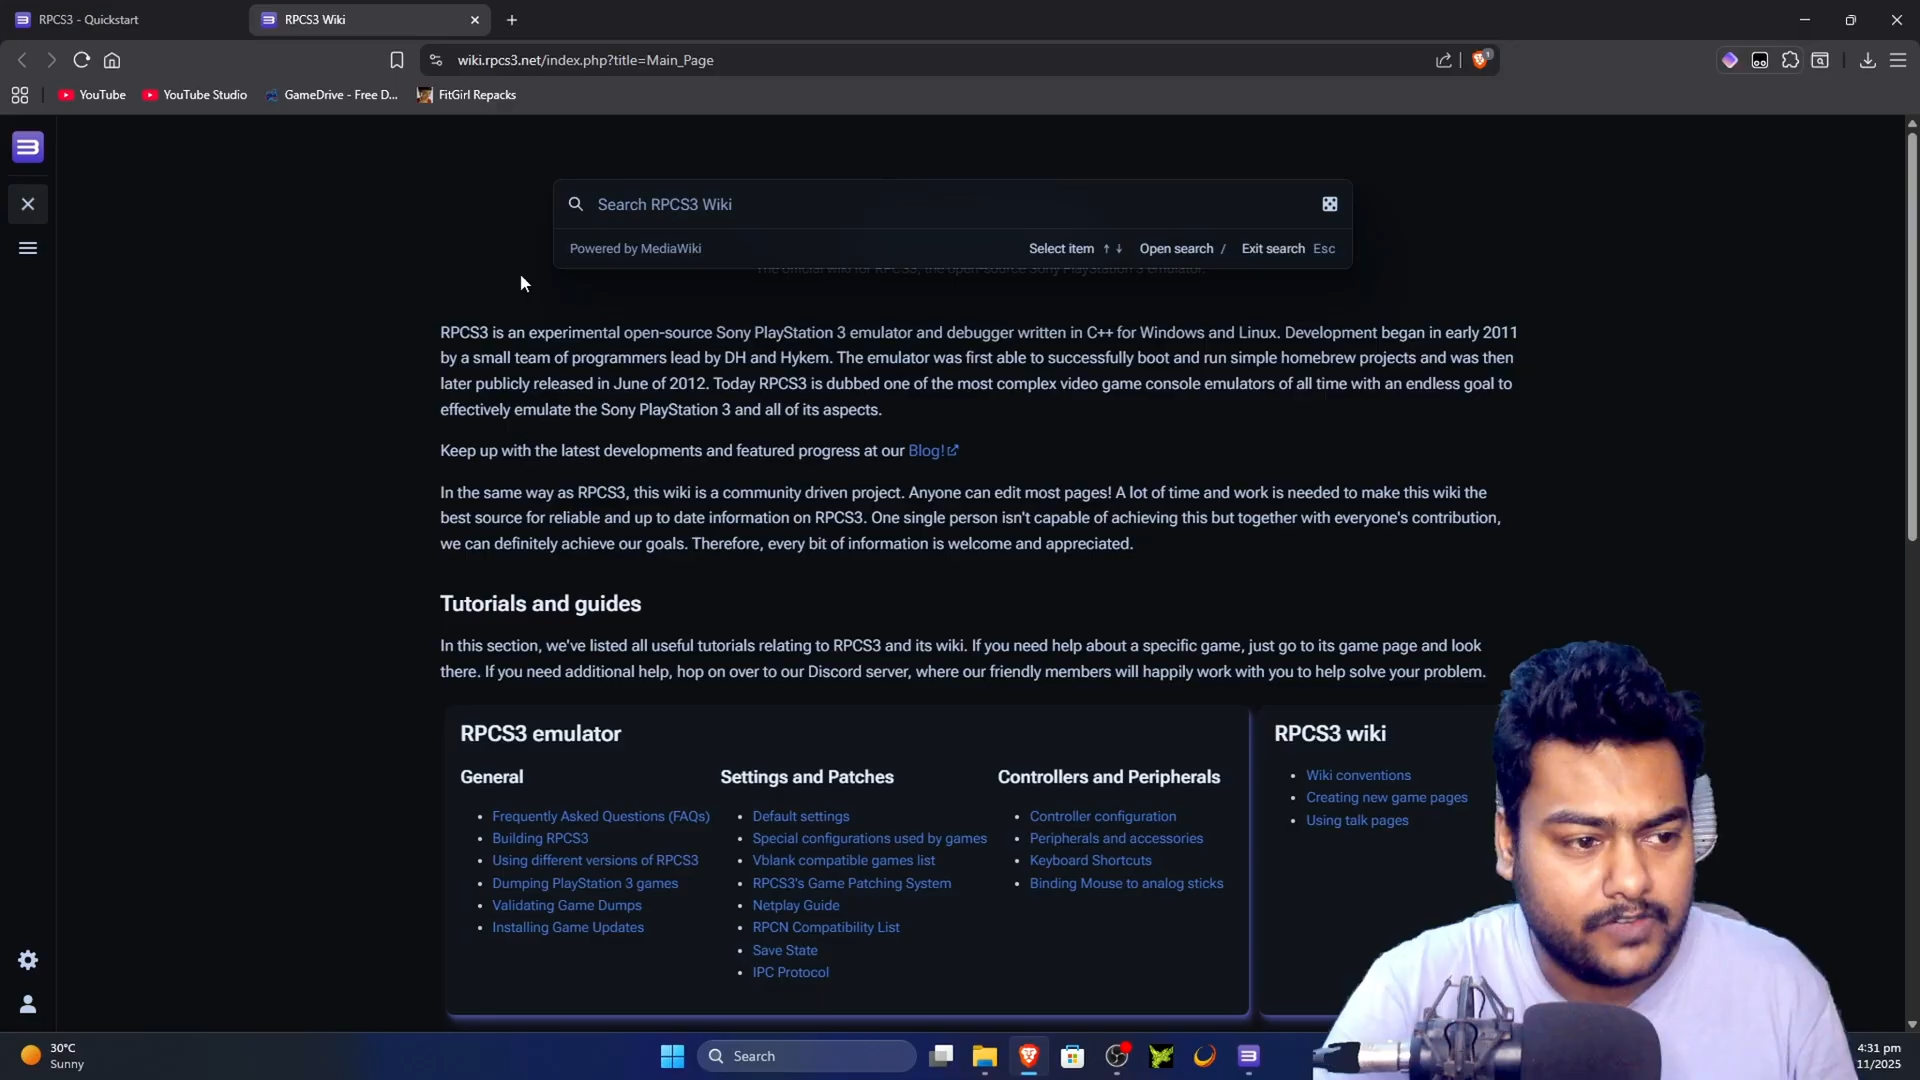 RPCS3 - Quickstart
RPCS3 Wiki
wiki.rpcs3.net/index.php?title=Main_Page
1
YouTube
YouTube Studio
GameDrive - Free D...
FitGirl Repacks
Search RPCS3 Wiki
Powered by MediaWiki
Select item ↑ ↓ Open search / Exit search Esc
The official wiki for RPCS3, the open-source Sony PlayStation 3 emulator.
RPCS3 is an experimental open-source Sony PlayStation 3 emulator and debugger written in C++ for Windows and Linux. Development began in early 2011
by a small team of programmers lead by DH and Hykem. The emulator was first able to successfully boot and run simple homebrew projects and was then
later publicly released in June of 2012. Today RPCS3 is dubbed one of the most complex video game console emulators of all time with an endless goal to
effectively emulate the Sony PlayStation 3 and all of its aspects.
Keep up with the latest developments and featured progress at our Blog!
In the same way as RPCS3, this wiki is a community driven project. Anyone can edit most pages! A lot of time and work is needed to make this wiki the
best source for reliable and up to date information on RPCS3. One single person isn't capable of achieving this but together with everyone's contribution,
we can definitely achieve our goals. Therefore, every bit of information is welcome and appreciated.
Tutorials and guides
In this section, we've listed all useful tutorials relating to RPCS3 and its wiki. If you need help about a specific game, just go to its game page and look
there. If you need additional help, hop on over to our Discord server, where our friendly members will happily work with you to help solve your problem.
RPCS3 emulator
General
Frequently Asked Questions (FAQs)
Building RPCS3
Using different versions of RPCS3
Dumping PlayStation 3 games
Validating Game Dumps
Installing Game Updates
Settings and Patches
Default settings
Special configurations used by games
Vblank compatible games list
RPCS3's Game Patching System
Netplay Guide
RPCN Compatibility List
Save State
IPC Protocol
Controllers and Peripherals
Controller configuration
Peripherals and accessories
Keyboard Shortcuts
Binding Mouse to analog sticks
RPCS3 wiki
Wiki conventions
Creating new game pages
Using talk pages
30°C
Sunny
Search
4:31 pm
11/2025